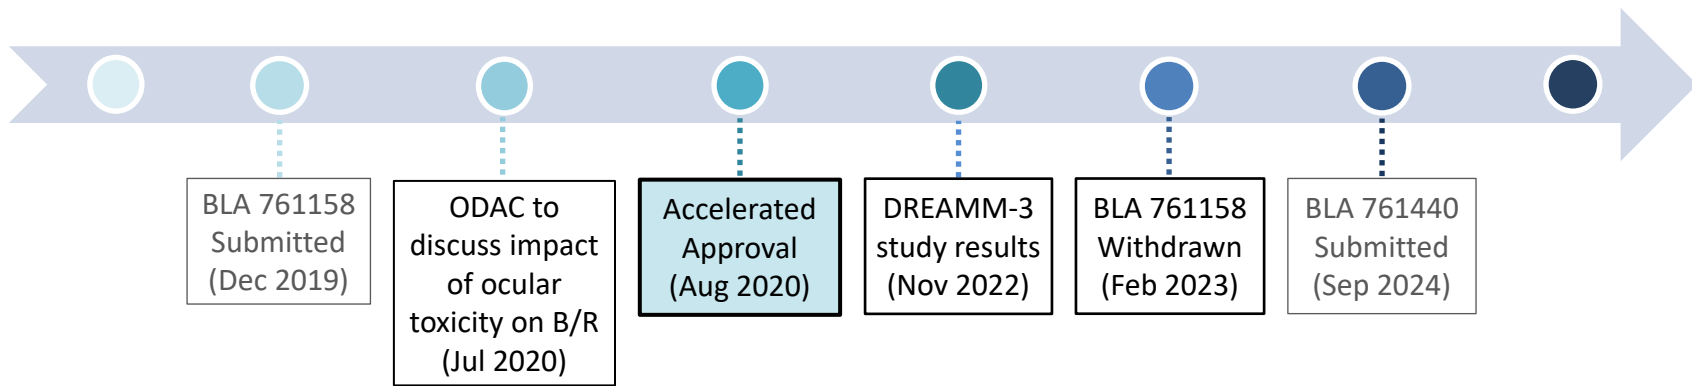 BLA 761158
Submitted
(Dec 2019)
ODAC to
discuss impact
of ocular
toxicity on B/R
(Jul 2020)
Accelerated
Approval
(Aug 2020)
DREAMM-3
study results
(Nov 2022)
BLA 761158
Withdrawn
(Feb 2023)
BLA 761440
Submitted
(Sep 2024)